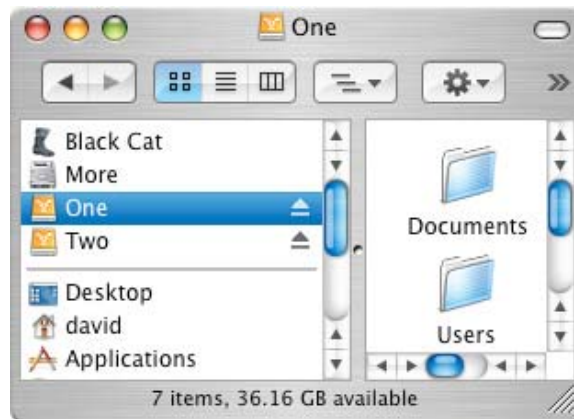 One
Black Cat
More
One
Two
Desktop
david
Applications
Documents
Users
7 items, 36.16 GB available